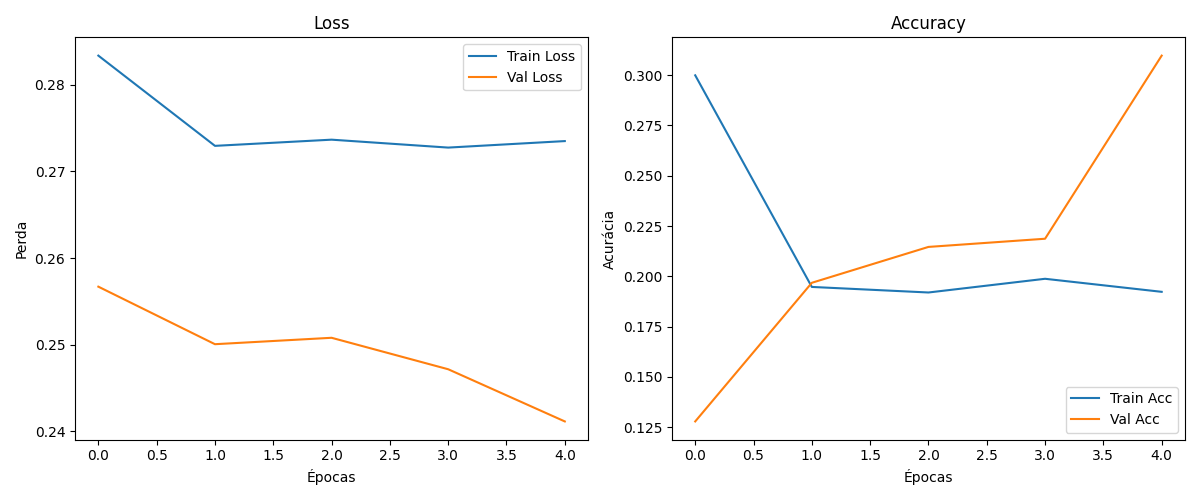 Loss
Train Loss
Val Loss
0.28
0.27
0.26
0.25
0.24
Perda
0.0 0.5 1.0 1.5 2.0 2.5 3.0 3.5 4.0
Épocas
Accuracy
0.300
0.275
0.250
0.225
0.200
0.175
0.150
0.125
Acurácia
Train Acc
Val Acc
0.0 0.5 1.0 1.5 2.0 2.5 3.0 3.5 4.0
Épocas